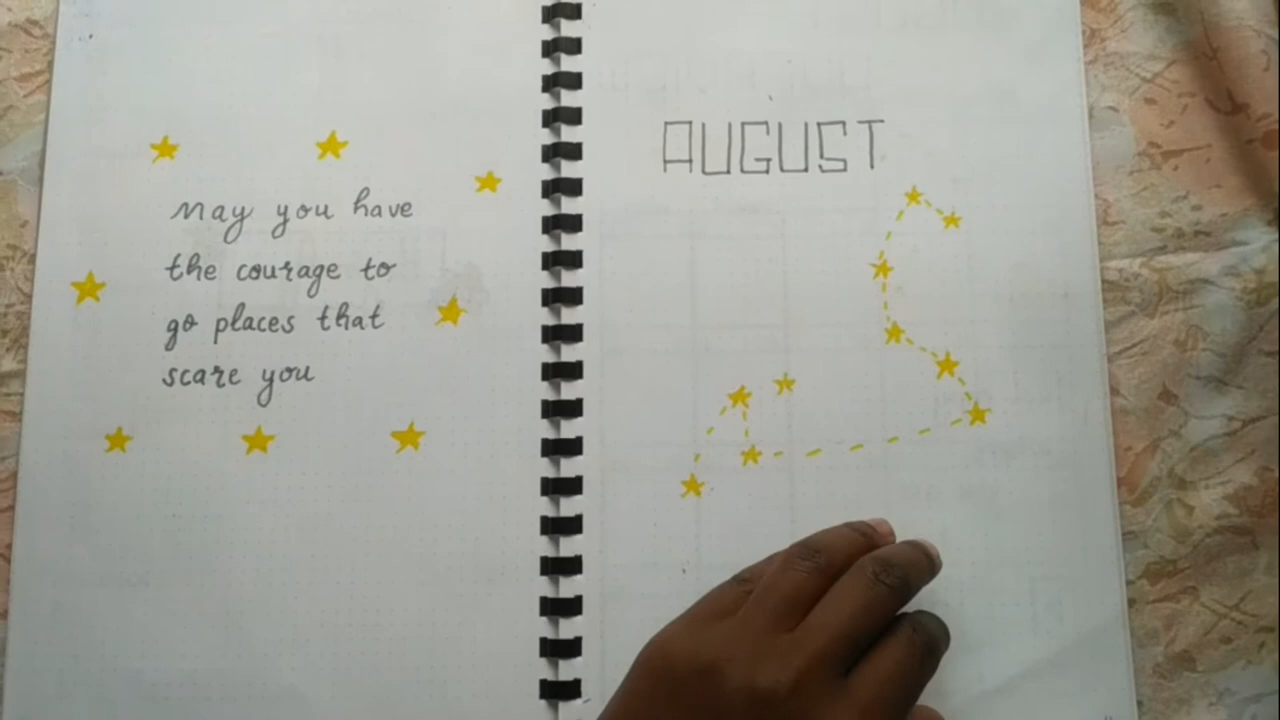 May you have
the courage to
go places that
scare you
AUGUST